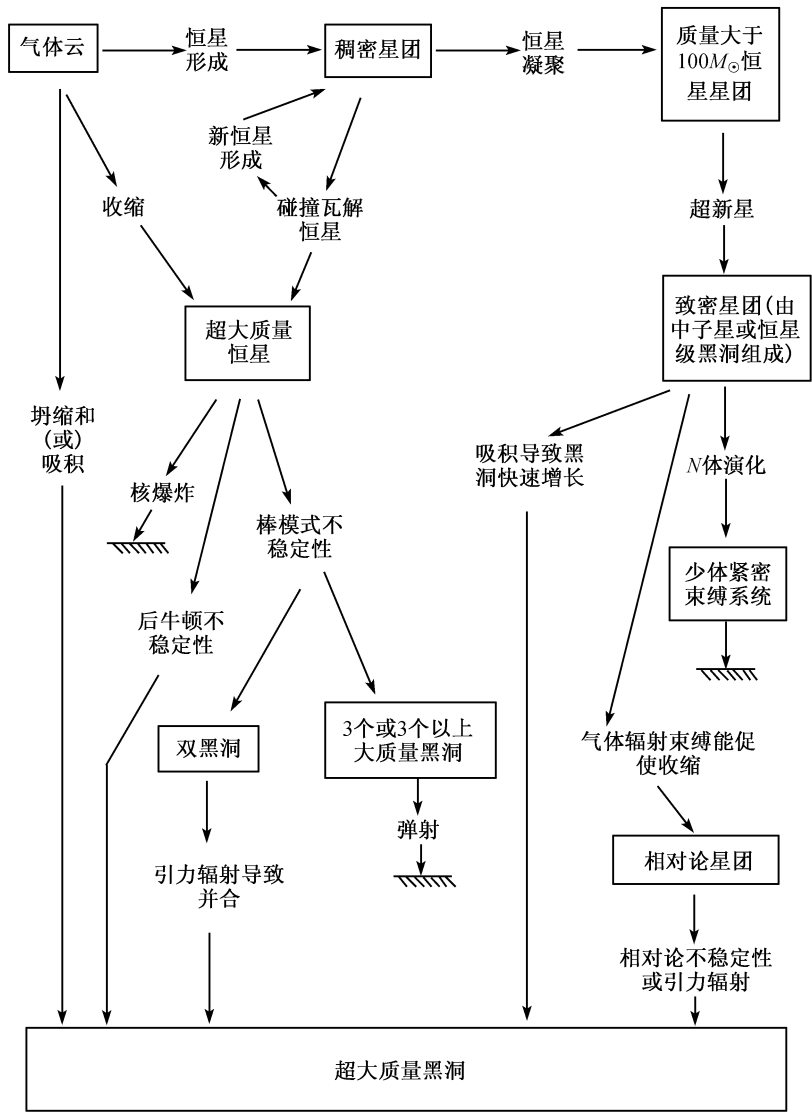 气体云
恒星
形成
稠密星团
恒星
凝聚
质量大于
100M☉恒
星星团
新恒星
形成
收缩
碰撞瓦解
恒星
超新星
超大质量
恒星
致密星团(由
中子星或恒星
级黑洞组成)
坍缩和
(或)
吸积
核爆炸
棒模式不
稳定性
吸积导致黑
洞快速增长
N体演化
后牛顿不
稳定性
少体紧密
束缚系统
双黑洞
3个或3个以上
大质量黑洞
气体辐射束缚能促
使收缩
弹射
引力辐射导致
并合
相对论星团
相对论不稳定性
或引力辐射
超大质量黑洞